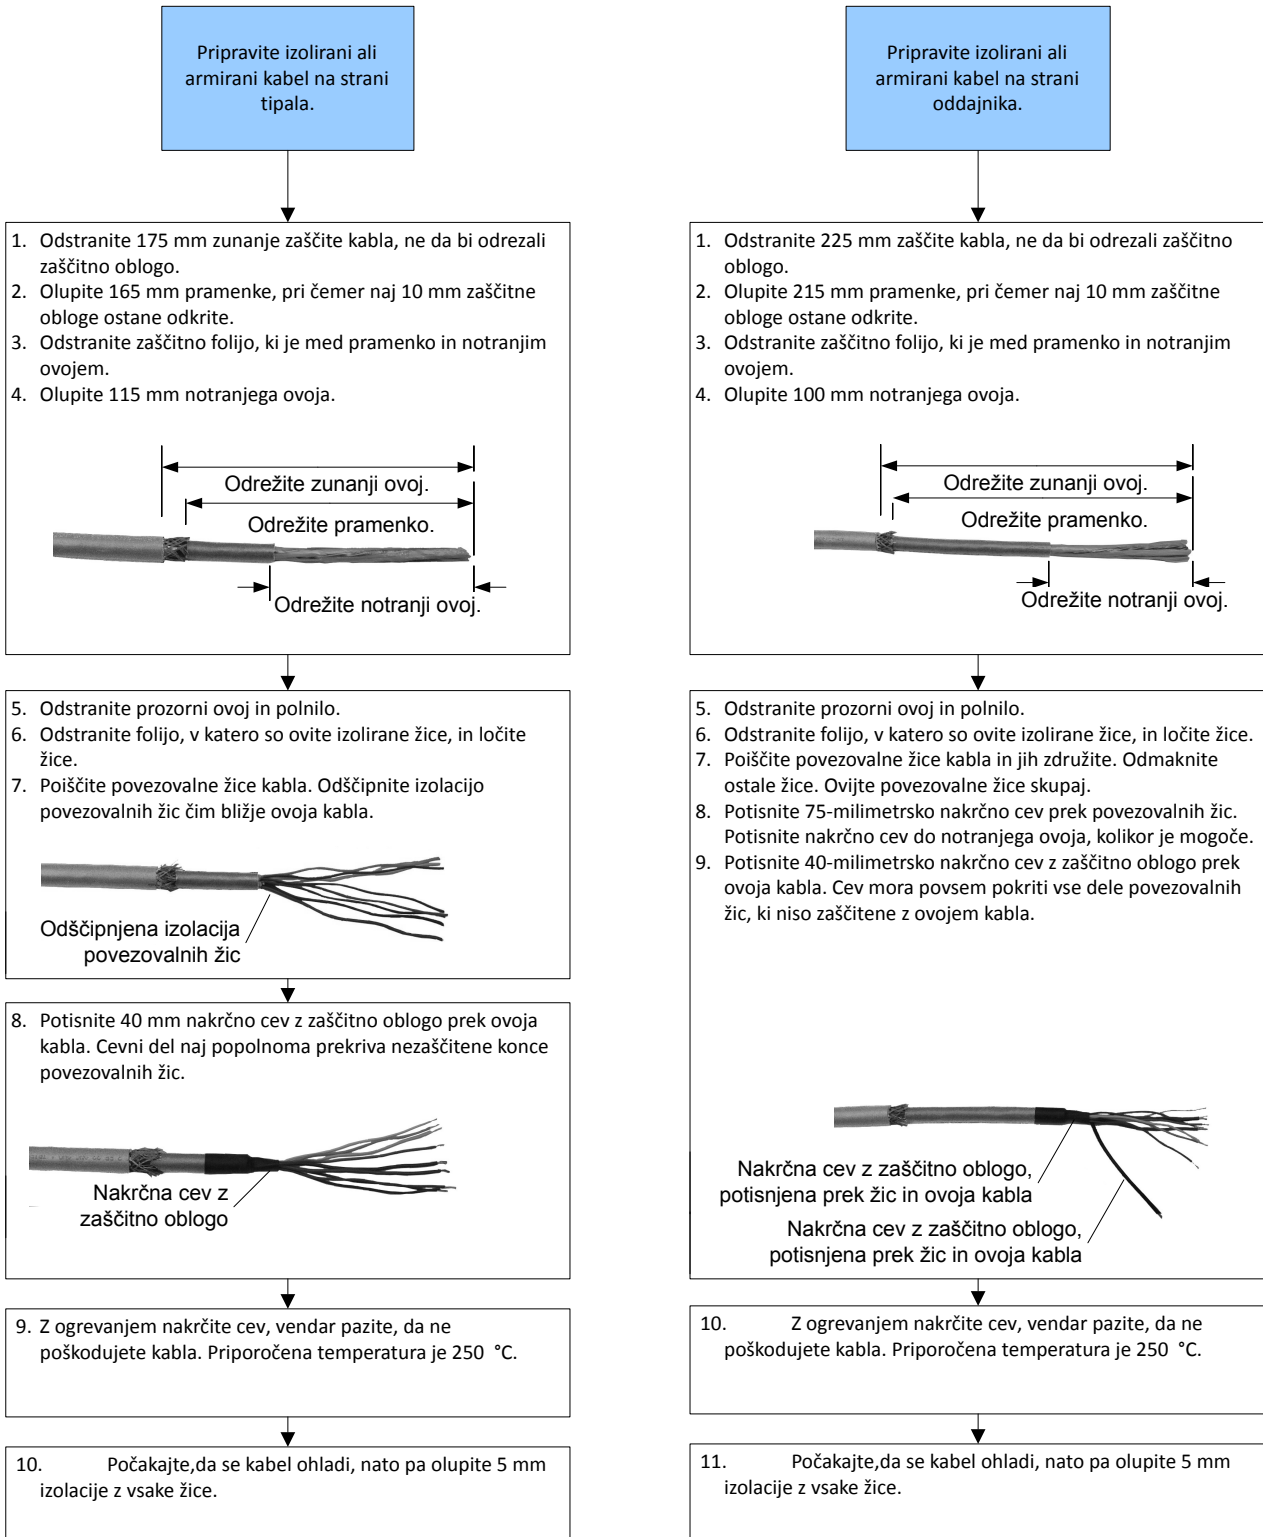 Pripravite izolirani ali
armirani kabel na strani
tipala.
1. Odstranite 175 mm zunanje zaščite kabla, ne da bi odrezali
zaščitno oblogo.
2. Olupite 165 mm pramenke, pri čemer naj 10 mm zaščitne
obloge ostane odkrite.
3. Odstranite zaščitno folijo, ki je med pramenko in notranjim
ovojem.
4. Olupite 115 mm notranjega ovoja.
Odrežite zunanji ovoj.
Odrežite pramenko.
Odrežite notranji ovoj.
5. Odstranite prozorni ovoj in polnilo.
6. Odstranite folijo, v katero so ovite izolirane žice, in ločite
žice.
7. Poiščite povezovalne žice kabla. Odščipnite izolacijo
povezovalnih žic čim bližje ovoja kabla.
Odščipnjena izolacija
povezovalnih žic
8. Potisnite 40 mm nakrčno cev z zaščitno oblogo prek ovoja
kabla. Cevni del naj popolnoma prekriva nezaščitene konce
povezovalnih žic.
Nakrčna cev z
zaščitno oblogo
9. Z ogrevanjem nakrčite cev, vendar pazite, da ne
poškodujete kabla. Priporočena temperatura je 250 °C.
10. Počakajte,da se kabel ohladi, nato pa olupite 5 mm
izolacije z vsake žice.
Pripravite izolirani ali
armirani kabel na strani
oddajnika.
1. Odstranite 225 mm zaščite kabla, ne da bi odrezali zaščitno
oblogo.
2. Olupite 215 mm pramenke, pri čemer naj 10 mm zaščitne
obloge ostane odkrite.
3. Odstranite zaščitno folijo, ki je med pramenko in notranjim
ovojem.
4. Olupite 100 mm notranjega ovoja.
Odrežite zunanji ovoj.
Odrežite pramenko.
Odrežite notranji ovoj.
5. Odstranite prozorni ovoj in polnilo.
6. Odstranite folijo, v katero so ovite izolirane žice, in ločite žice.
7. Poiščite povezovalne žice kabla in jih združite. Odmaknite
ostale žice. Ovijte povezovalne žice skupaj.
8. Potisnite 75-milimetrsko nakrčno cev prek povezovalnih žic.
Potisnite nakrčno cev do notranjega ovoja, kolikor je mogoče.
9. Potisnite 40-milimetrsko nakrčno cev z zaščitno oblogo prek
ovoja kabla. Cev mora povsem pokriti vse dele povezovalnih
žic, ki niso zaščitene z ovojem kabla.
Nakrčna cev z zaščitno oblogo,
potisnjena prek žic in ovoja kabla
Nakrčna cev z zaščitno oblogo,
potisnjena prek žic in ovoja kabla
10. Z ogrevanjem nakrčite cev, vendar pazite, da ne
poškodujete kabla. Priporočena temperatura je 250 °C.
11. Počakajte,da se kabel ohladi, nato pa olupite 5 mm
izolacije z vsake žice.